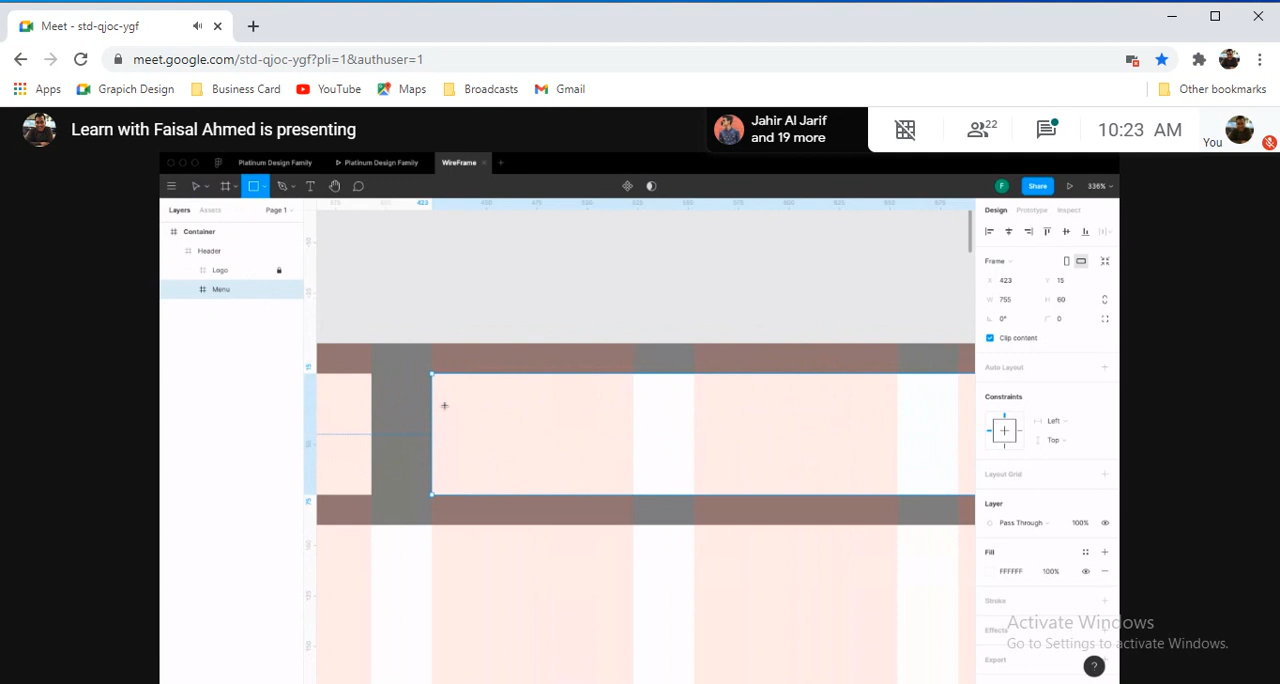 Meet - std-qjoc-ygf
meet.google.com/std-qjoc-ygf?pli=1&authuser=1
Apps
Grapich Design
Business Card
YouTube
Maps
Broadcasts
Gmail
Other bookmarks
Learn with Faisal Ahmed is presenting
Jahir Al Jarif
and 19 more
22
10:23 AM
You
Platinum Design Family
Platinum Design Family
WireFrame
F
Share
336%
Layers
Assets
Page 1
423
Design
Prototype
Inspect
Container
Header
Logo
Menu
15
75
Frame
X 423
Y 15
W 755
H 60
0°
0
Clip content
Auto Layout
Constraints
Left
Top
Layout Grid
Layer
Pass Through
100%
Fill
FFFFFF
100%
Stroke
Effects
Export
Activate Windows
Go to Settings to activate Windows.
?